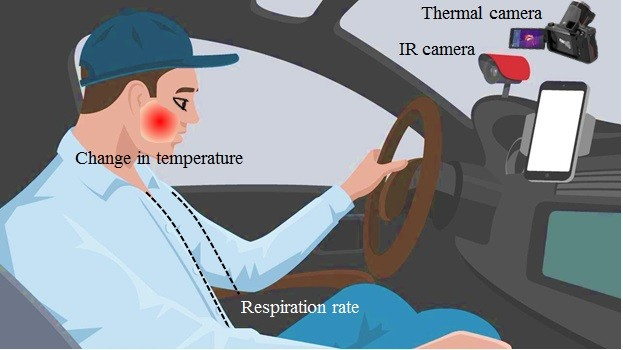 Thermal camera
IR camera
Change in temperature
Respiration rate